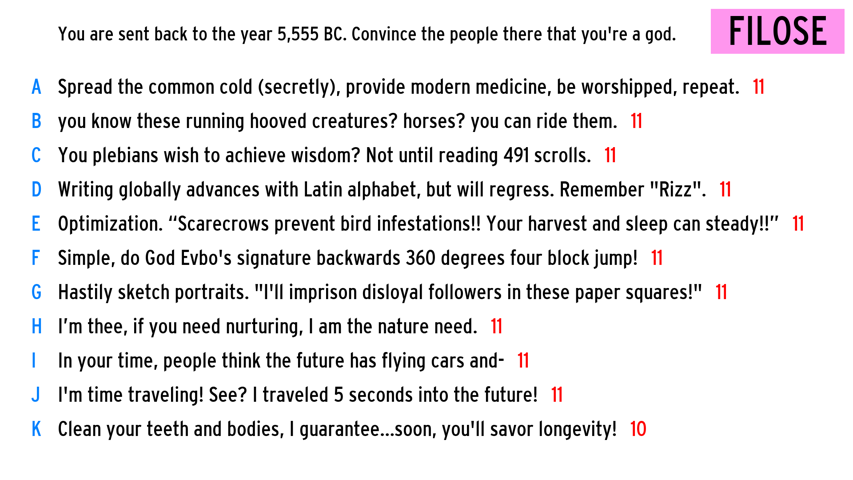 You are sent back to the year 5,555 BC. Convince the people there that you're a god.
FILOSE
A Spread the common cold (secretly), provide modern medicine, be worshipped, repeat. 11
B you know these running hooved creatures? horses? you can ride them. 11
C You plebians wish to achieve wisdom? Not until reading 491 scrolls. 11
D Writing globally advances with Latin alphabet, but will regress. Remember "Rizz". 11
E Optimization. “Scarecrows prevent bird infestations!! Your harvest and sleep can steady!!” 11
F Simple, do God Evbo's signature backwards 360 degrees four block jump! 11
G Hastily sketch portraits. "I'll imprison disloyal followers in these paper squares!" 11
H I’m thee, if you need nurturing, I am the nature need. 11
I In your time, people think the future has flying cars and- 11
J I'm time traveling! See? I traveled 5 seconds into the future! 11
K Clean your teeth and bodies, I guarantee...soon, you'll savor longevity! 10